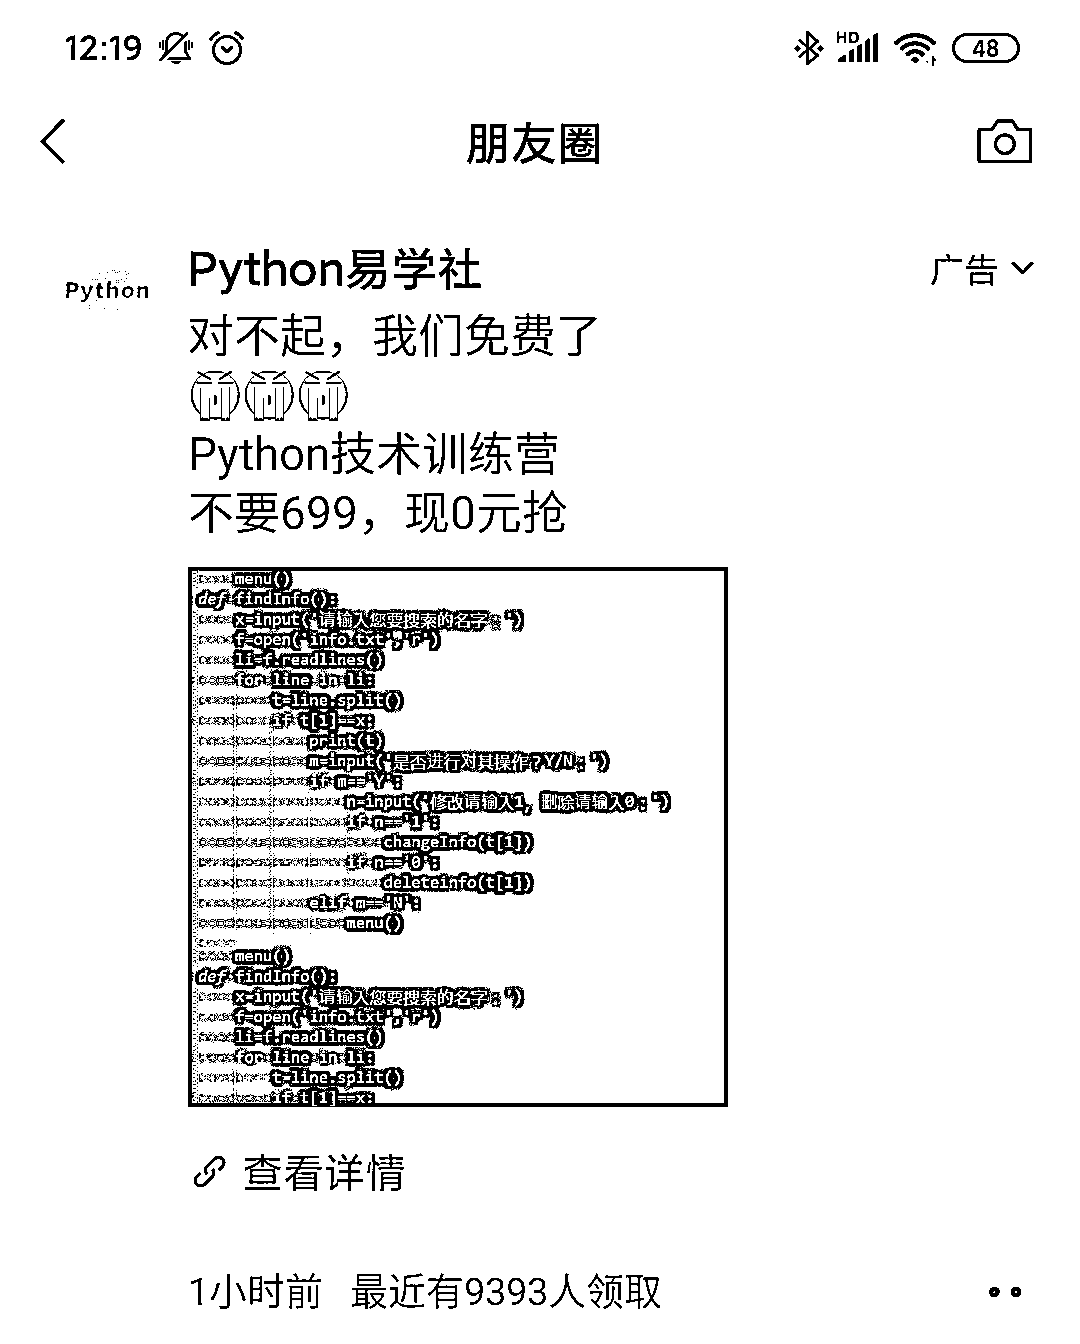 12:19
HD
48
朋友圈
Python
Python易学社
广告
对不起，我们免费了
Python技术训练营
不要699，现0元抢
menu()
def findInfo():
x=input('请输入您要搜索的名字：')
f=open('info.txt','r')
li=f.readlines()
for line in li:
t=line.split()
if t[1]==x:
print(t)
m=input('是否进行对其操作？Y/N：')
if m=='Y':
n=input('修改请输入1, 删除请输入0：')
if n=='1':
changeInfo(t[1])
if n=='0':
deleteinfo(t[1])
elif m=='N':
menu()
menu()
def findInfo():
x=input('请输入您要搜索的名字：')
f=open('info.txt','r')
li=f.readlines()
for line in li:
t=line.split()
if t[1]==x:
查看详情
1小时前 最近有9393人领取